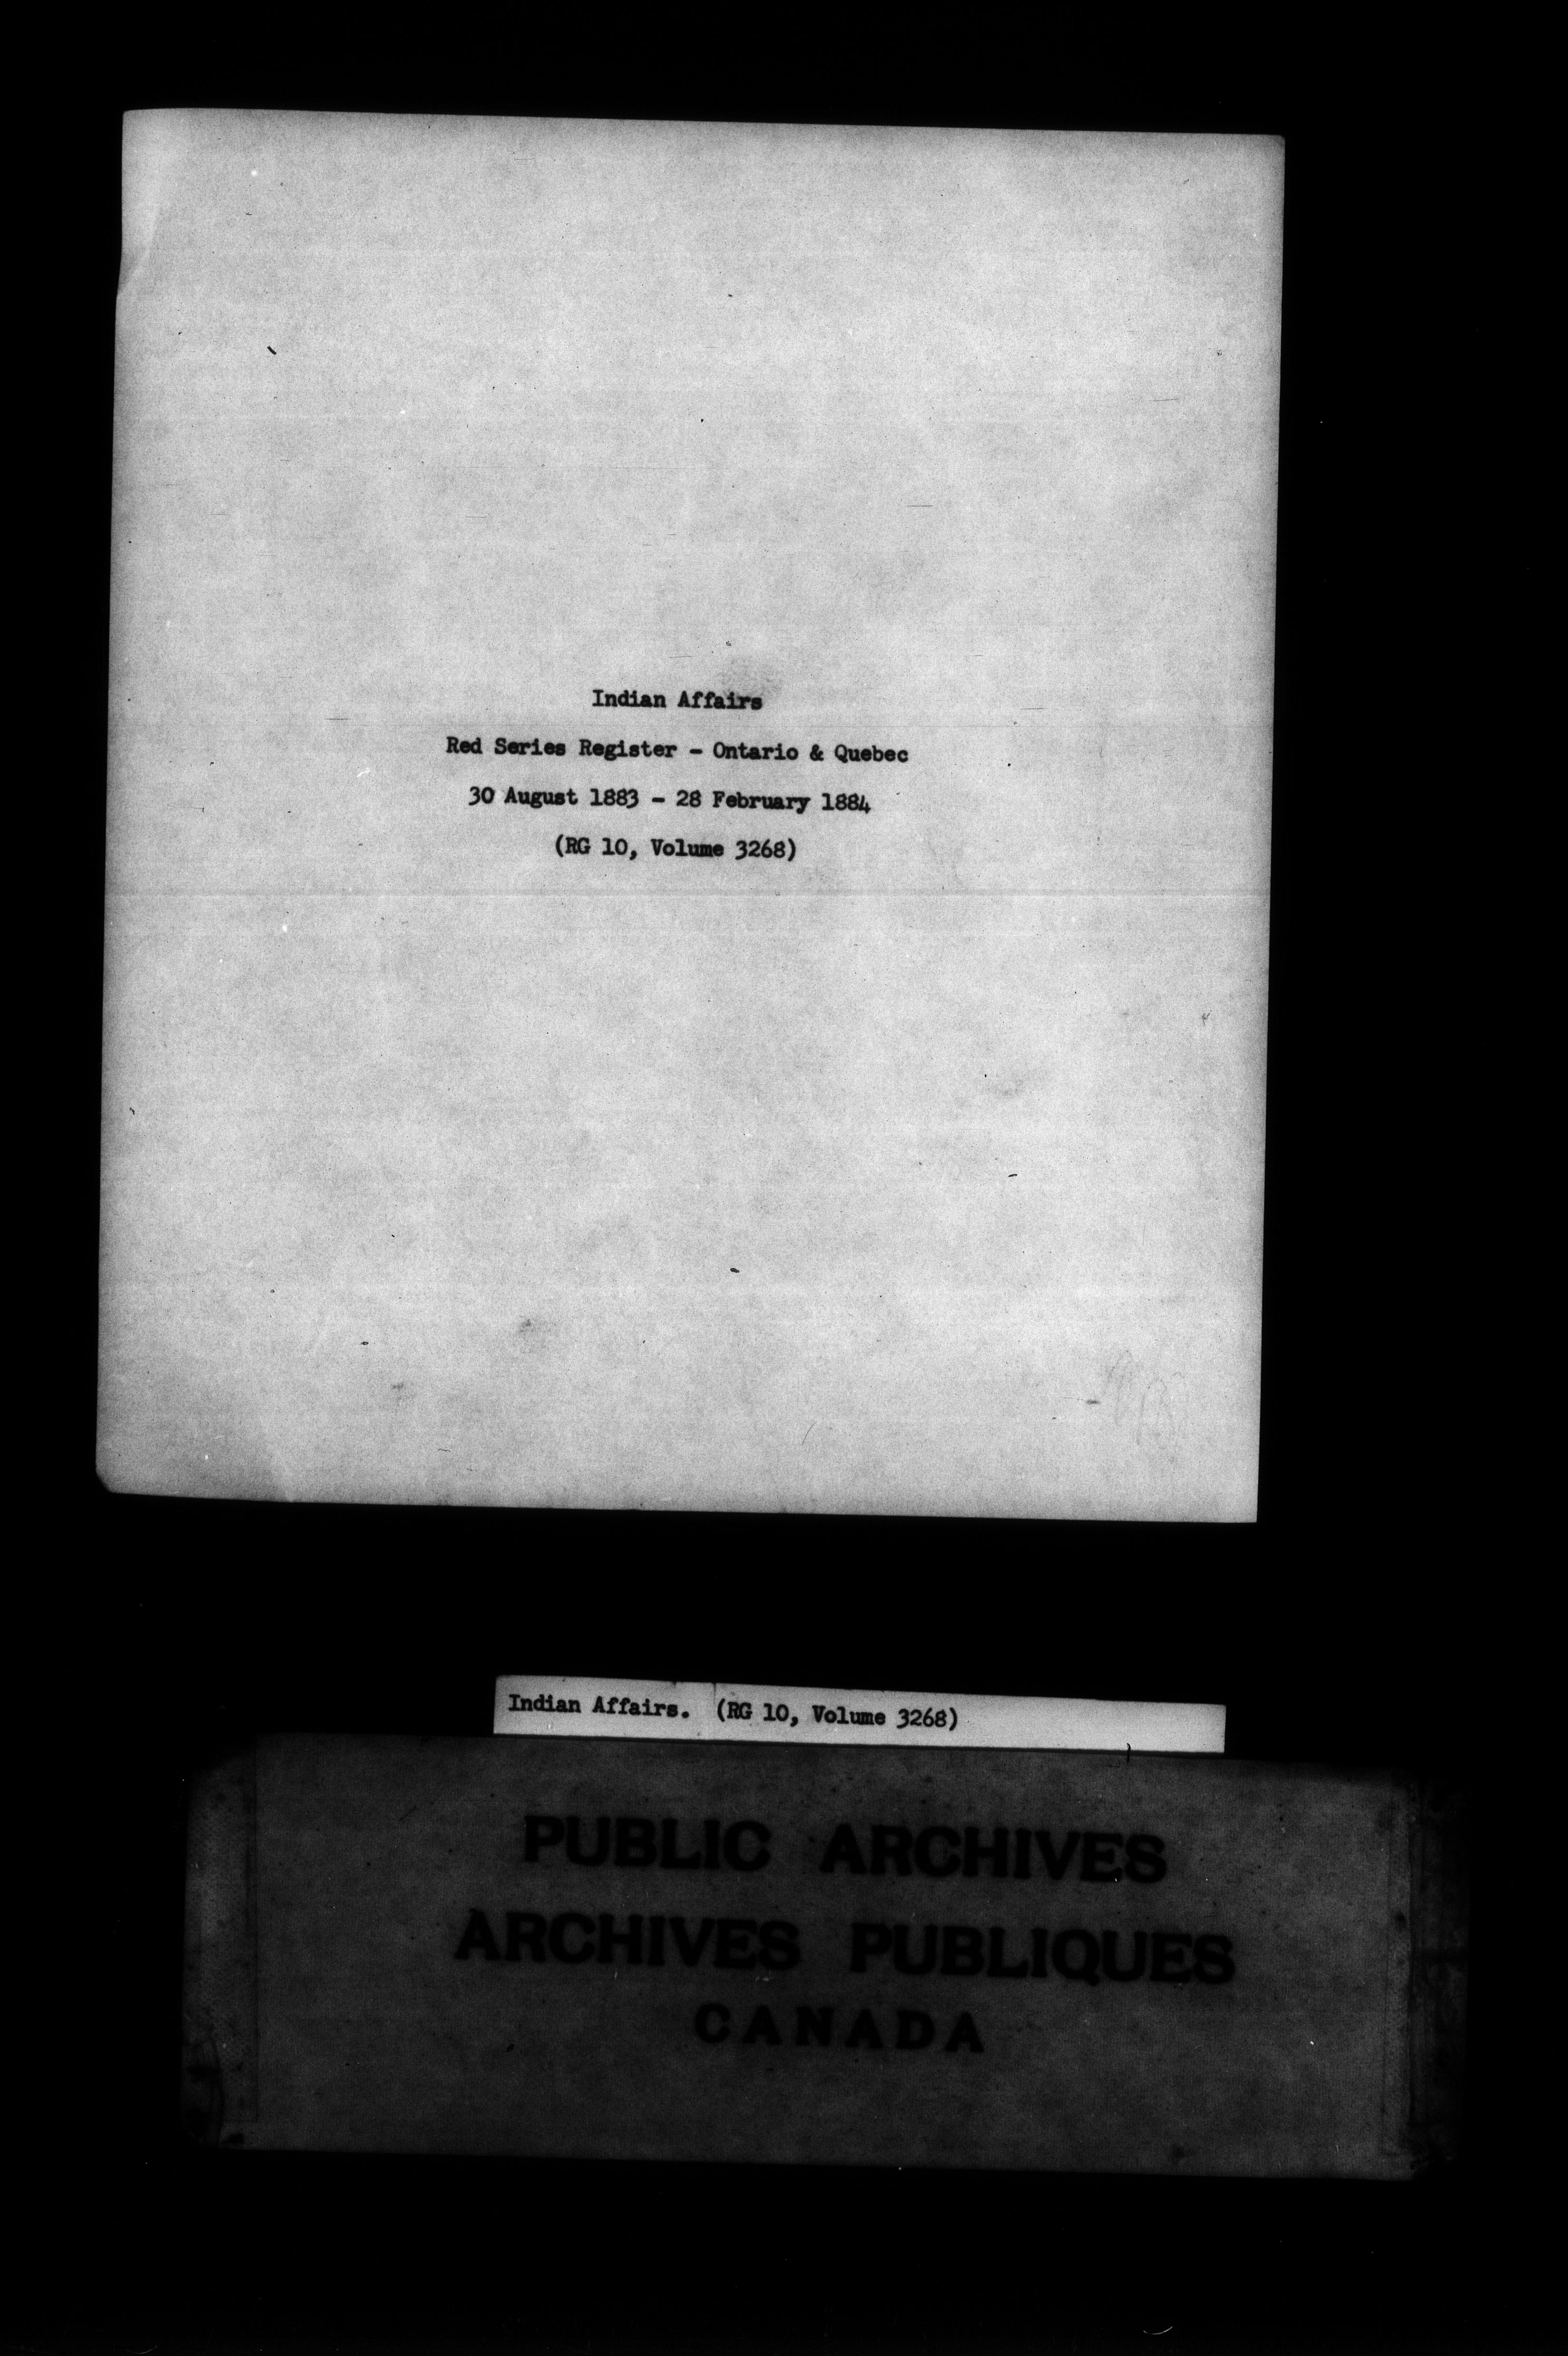 Indian Affairs
Red Series Register - Ontario & Quebec
30 August 1883 - 28 February 1884
(RG 10, Volume 3268)
Indian Affairs. (RG 10, Volume 3268)
PUBLIC ARCHIVES
ARCHIVES PUBLIQUES
CANADA